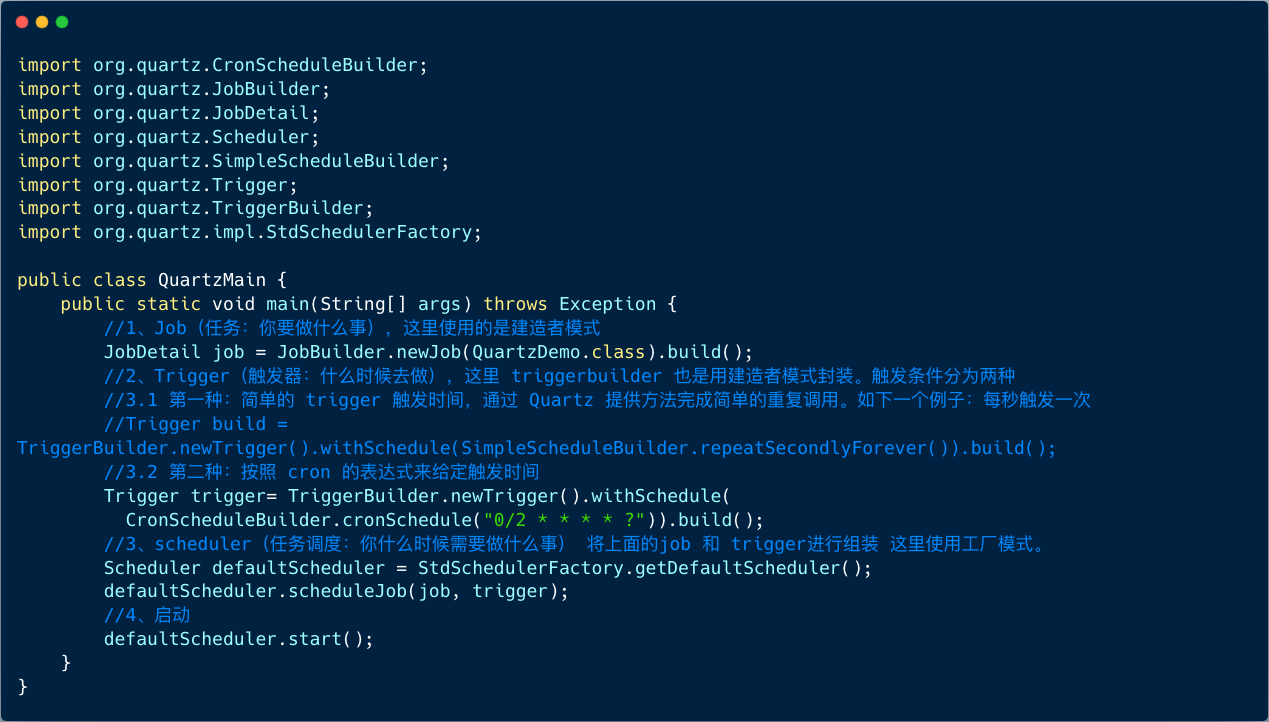 import org.quartz.CronScheduleBuilder;
import org.quartz.JobBuilder;
import org.quartz.JobDetail;
import org.quartz.Scheduler;
import org.quartz.SimpleScheduleBuilder;
import org.quartz.Trigger;
import org.quartz.TriggerBuilder;
import org.quartz.impl.StdSchedulerFactory;

public class QuartzMain {
    public static void main(String[] args) throws Exception {
        //1、Job（任务：你要做什么事），这里使用的是建造者模式
        JobDetail job = JobBuilder.newJob(QuartzDemo.class).build();
        //2、Trigger（触发器：什么时候去做），这里 triggerbuilder 也是用建造者模式封装。触发条件分为两种
        //3.1 第一种：简单的 trigger 触发时间，通过 Quartz 提供方法完成简单的重复调用。如下一个例子：每秒触发一次
        //Trigger build =
TriggerBuilder.newTrigger().withSchedule(SimpleScheduleBuilder.repeatSecondlyForever()).build();
        //3.2 第二种：按照 cron 的表达式来给定触发时间
        Trigger trigger= TriggerBuilder.newTrigger().withSchedule(
          CronScheduleBuilder.cronSchedule("0/2 * * * * ?")).build();
        //3、scheduler（任务调度：你什么时候需要做什么事） 将上面的job 和 trigger进行组装 这里使用工厂模式。
        Scheduler defaultScheduler = StdSchedulerFactory.getDefaultScheduler();
        defaultScheduler.scheduleJob(job, trigger);
        //4、启动
        defaultScheduler.start();
    }
}